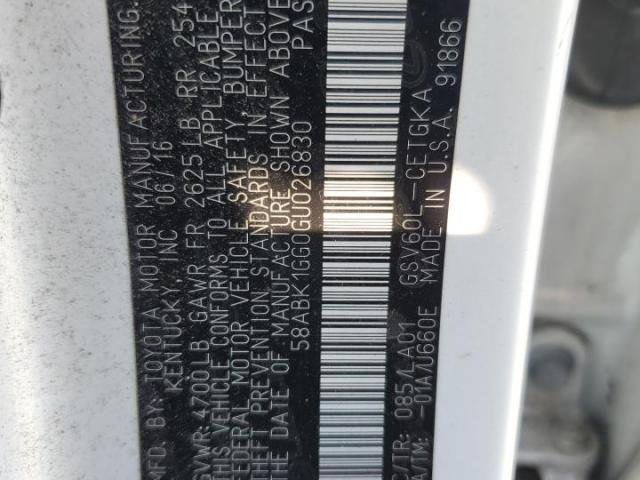 MFD. BY: TOYOTA MOTOR MANUFACTURING,
KENTUCKY, INC 06/16
GVWR: 4700LB GAWR FR 2625LB RR 254
THIS VEHICLE CONFORMS TO ALL APPLICABLE
FEDERAL MOTOR VEHICLE SAFETY, BUMPER
THEFT PREVENTION STANDARDS IN EFFECT
THE DATE OF MANUFACTURE SHOWN ABOVE
58ABK1GG0GU026830 PAS
C/TR: 085/LA01 GSV60L-CETGKA
A/TM: -01A/U660E MADE IN U.S.A. 91866